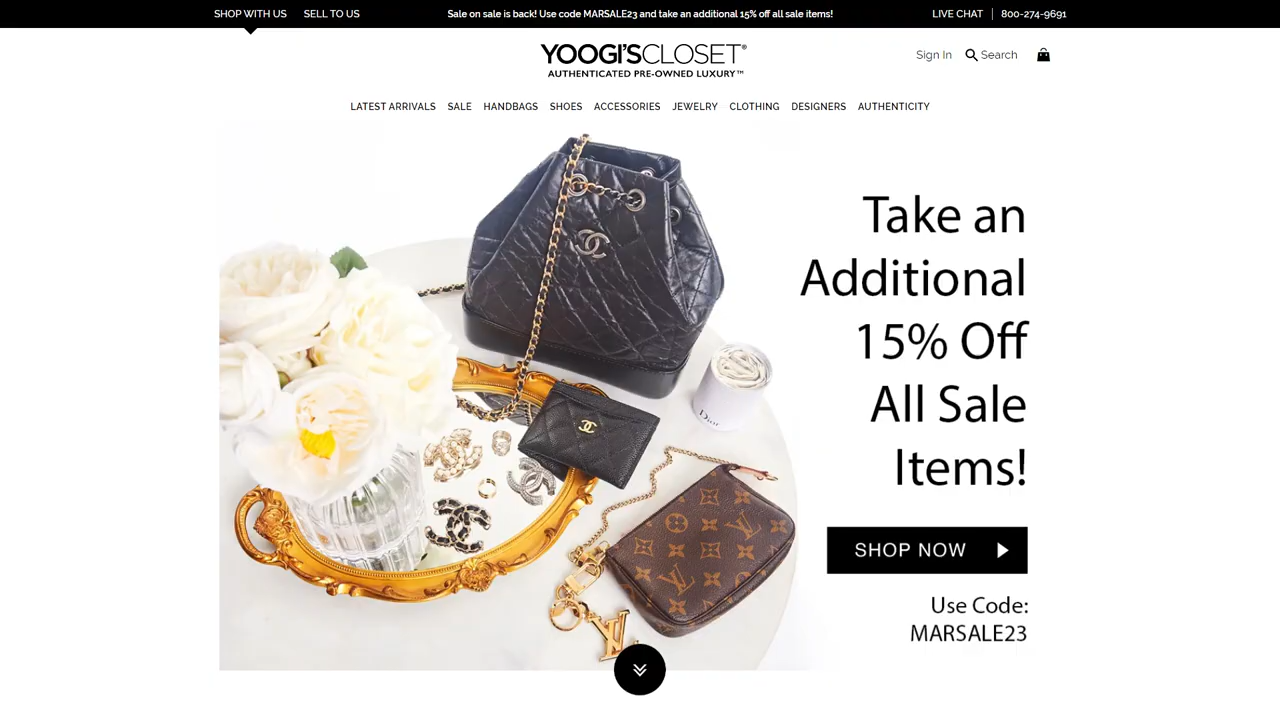 SHOP WITH US
SELL TO US
Sale on sale is back! Use code MARSALE23 and take an additional 15% off all sale items!
LIVE CHAT
800-274-9691
YOOGI'SCLOSET®
AUTHENTICATED PRE-OWNED LUXURY™
Sign In
Search
LATEST ARRIVALS
SALE
HANDBAGS
SHOES
ACCESSORIES
JEWELRY
CLOTHING
DESIGNERS
AUTHENTICITY
Take an
Additional
15% Off
All Sale
Items!
Dior
SHOP NOW
Use Code:
MARSALE23